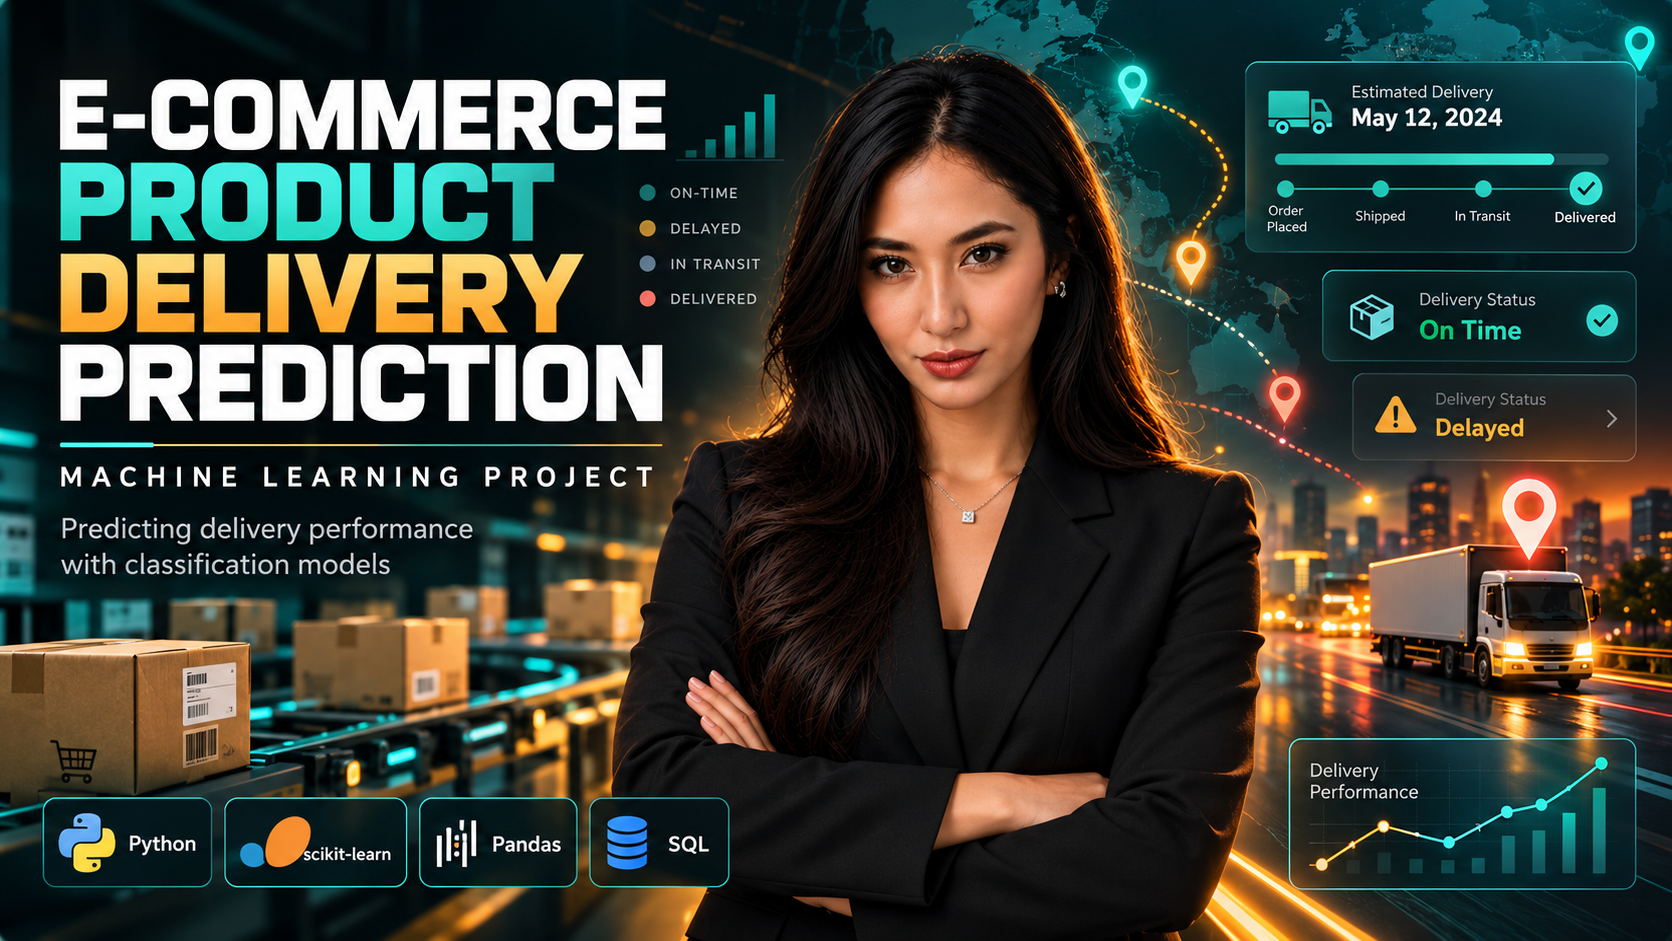 E-COMMERCE
PRODUCT
DELIVERY
PREDICTION
MACHINE LEARNING PROJECT
Predicting delivery performance
with classification models
ON-TIME
DELAYED
IN TRANSIT
DELIVERED
Estimated Delivery
May 12, 2024
Order
Placed
Shipped
In Transit
Delivered
Delivery Status
On Time
Delivery Status
Delayed
Delivery
Performance
Python
scikit-learn
Pandas
SQL